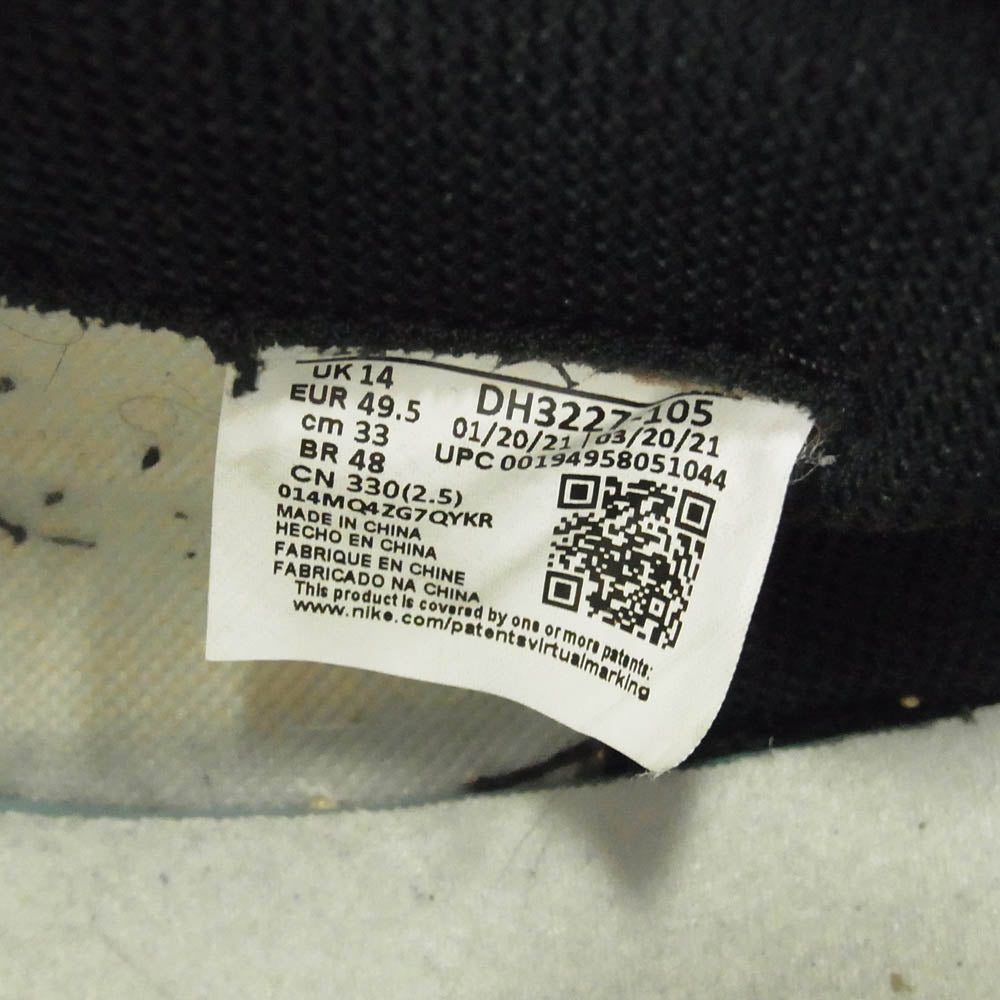 UK 14
EUR 49.5
cm 33
BR 48
CN 330(2.5)
DH3227-105
01/20/21 03/20/21
UPC 00194958051044
014MQ4ZG7QYKR
MADE IN CHINA
HECHO EN CHINA
FABRIQUE EN CHINE
FABRICADO NA CHINA
This product is covered by one or more patents:
www.nike.com/patentsvirtualmarking